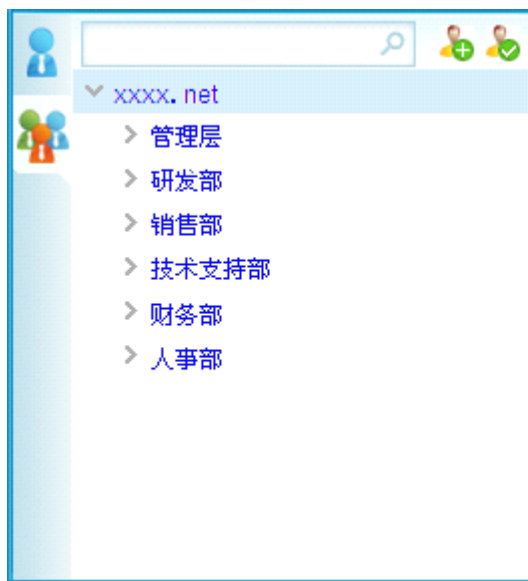 xxxx. net
管理层
研发部
销售部
技术支持部
财务部
人事部